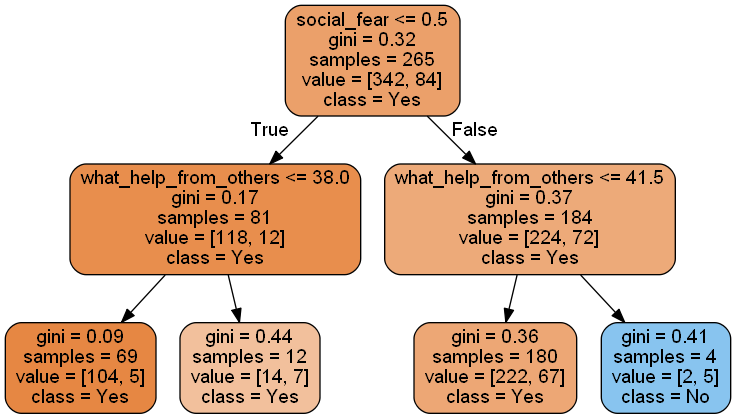 social_fear <= 0.5
gini = 0.32
samples = 265
value = [342, 84]
class = Yes
True
False
what_help_from_others <= 38.0
gini = 0.17
samples = 81
value = [118, 12]
class = Yes
what_help_from_others <= 41.5
gini = 0.37
samples = 184
value = [224, 72]
class = Yes
gini = 0.09
samples = 69
value = [104, 5]
class = Yes
gini = 0.44
samples = 12
value = [14, 7]
class = Yes
gini = 0.36
samples = 180
value = [222, 67]
class = Yes
gini = 0.41
samples = 4
value = [2, 5]
class = No